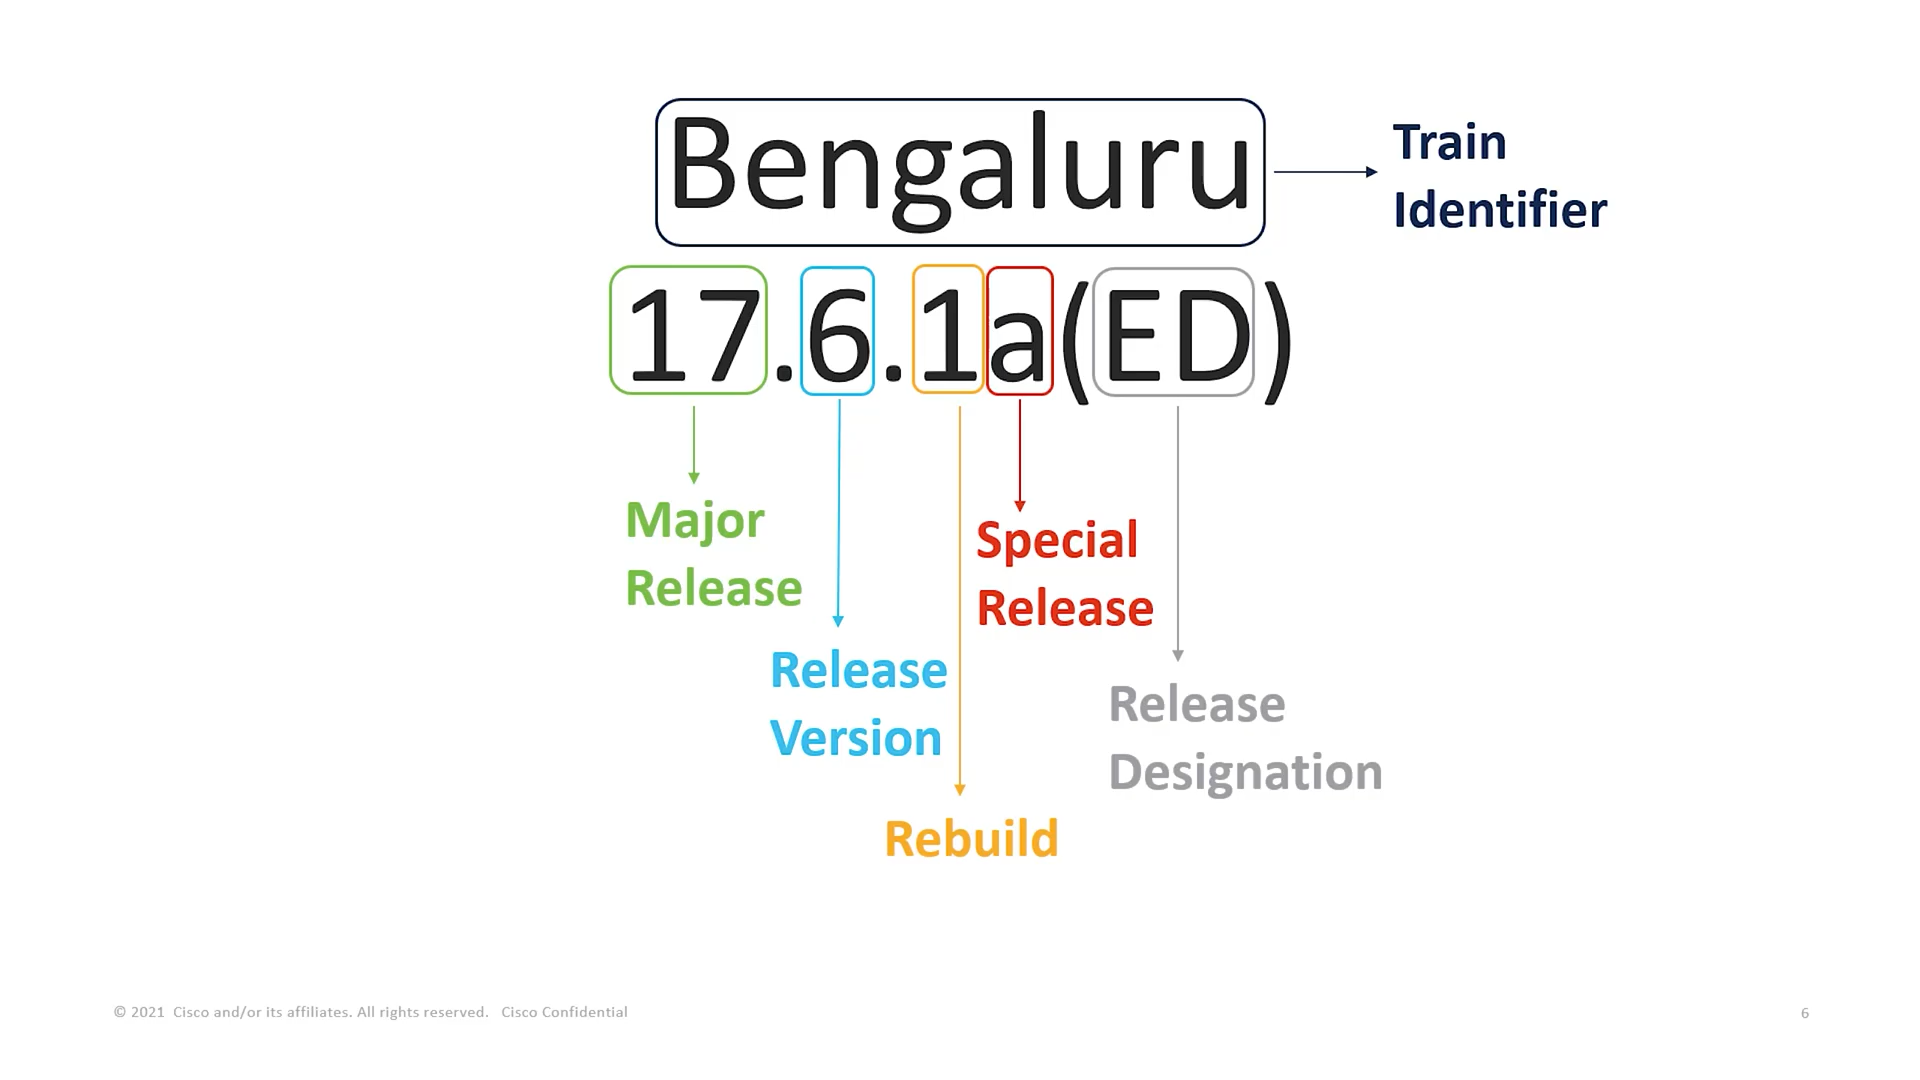 Bengaluru
Train
Identifier
17.6.1a(ED)
Major
Release
Special
Release
Release
Version
Release
Designation
Rebuild
© 2021 Cisco and/or its affiliates. All rights reserved. Cisco Confidential
6